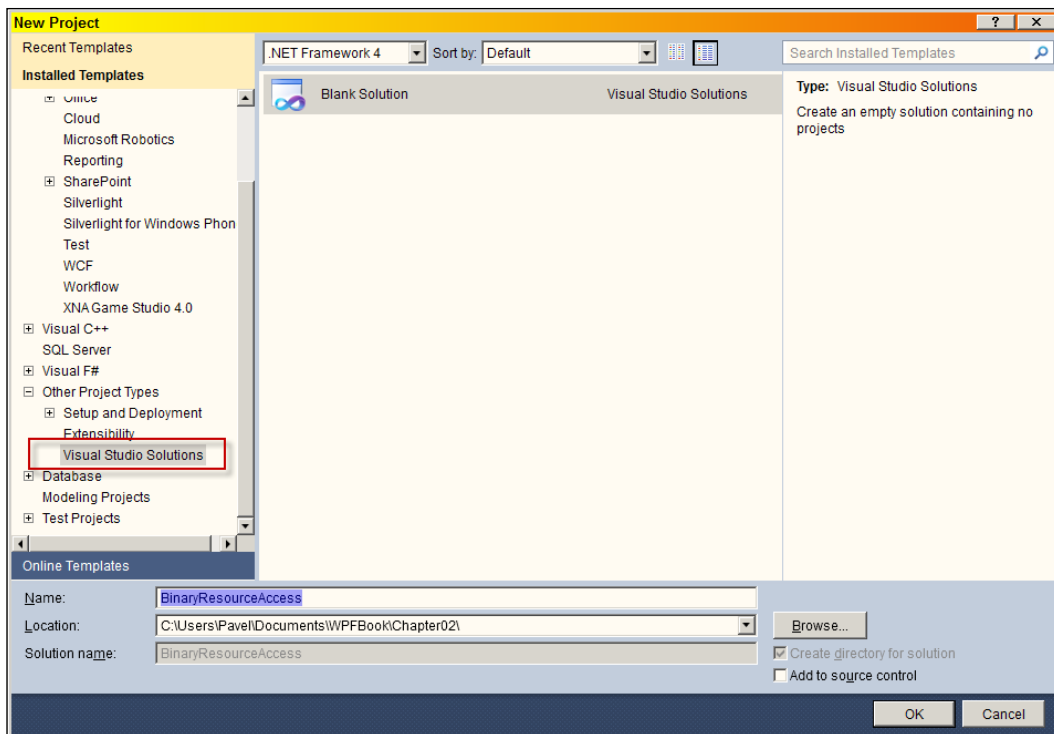 New Project
? x
Recent Templates
Installed Templates
.NET Framework 4
Sort by: Default
Search Installed Templates
Office
Cloud
Microsoft Robotics
Reporting
SharePoint
Silverlight
Silverlight for Windows Phon
Test
WCF
Workflow
XNA Game Studio 4.0
Visual C++
SQL Server
Visual F#
Other Project Types
Setup and Deployment
Extensibility
Visual Studio Solutions
Database
Modeling Projects
Test Projects
Online Templates
Blank Solution Visual Studio Solutions
Type: Visual Studio Solutions
Create an empty solution containing no
projects
Name: BinaryResourceAccess
Location: C:\Users\Pavel\Documents\WPFBook\Chapter02\
Browse...
Solution name: BinaryResourceAccess
Create directory for solution
Add to source control
OK Cancel